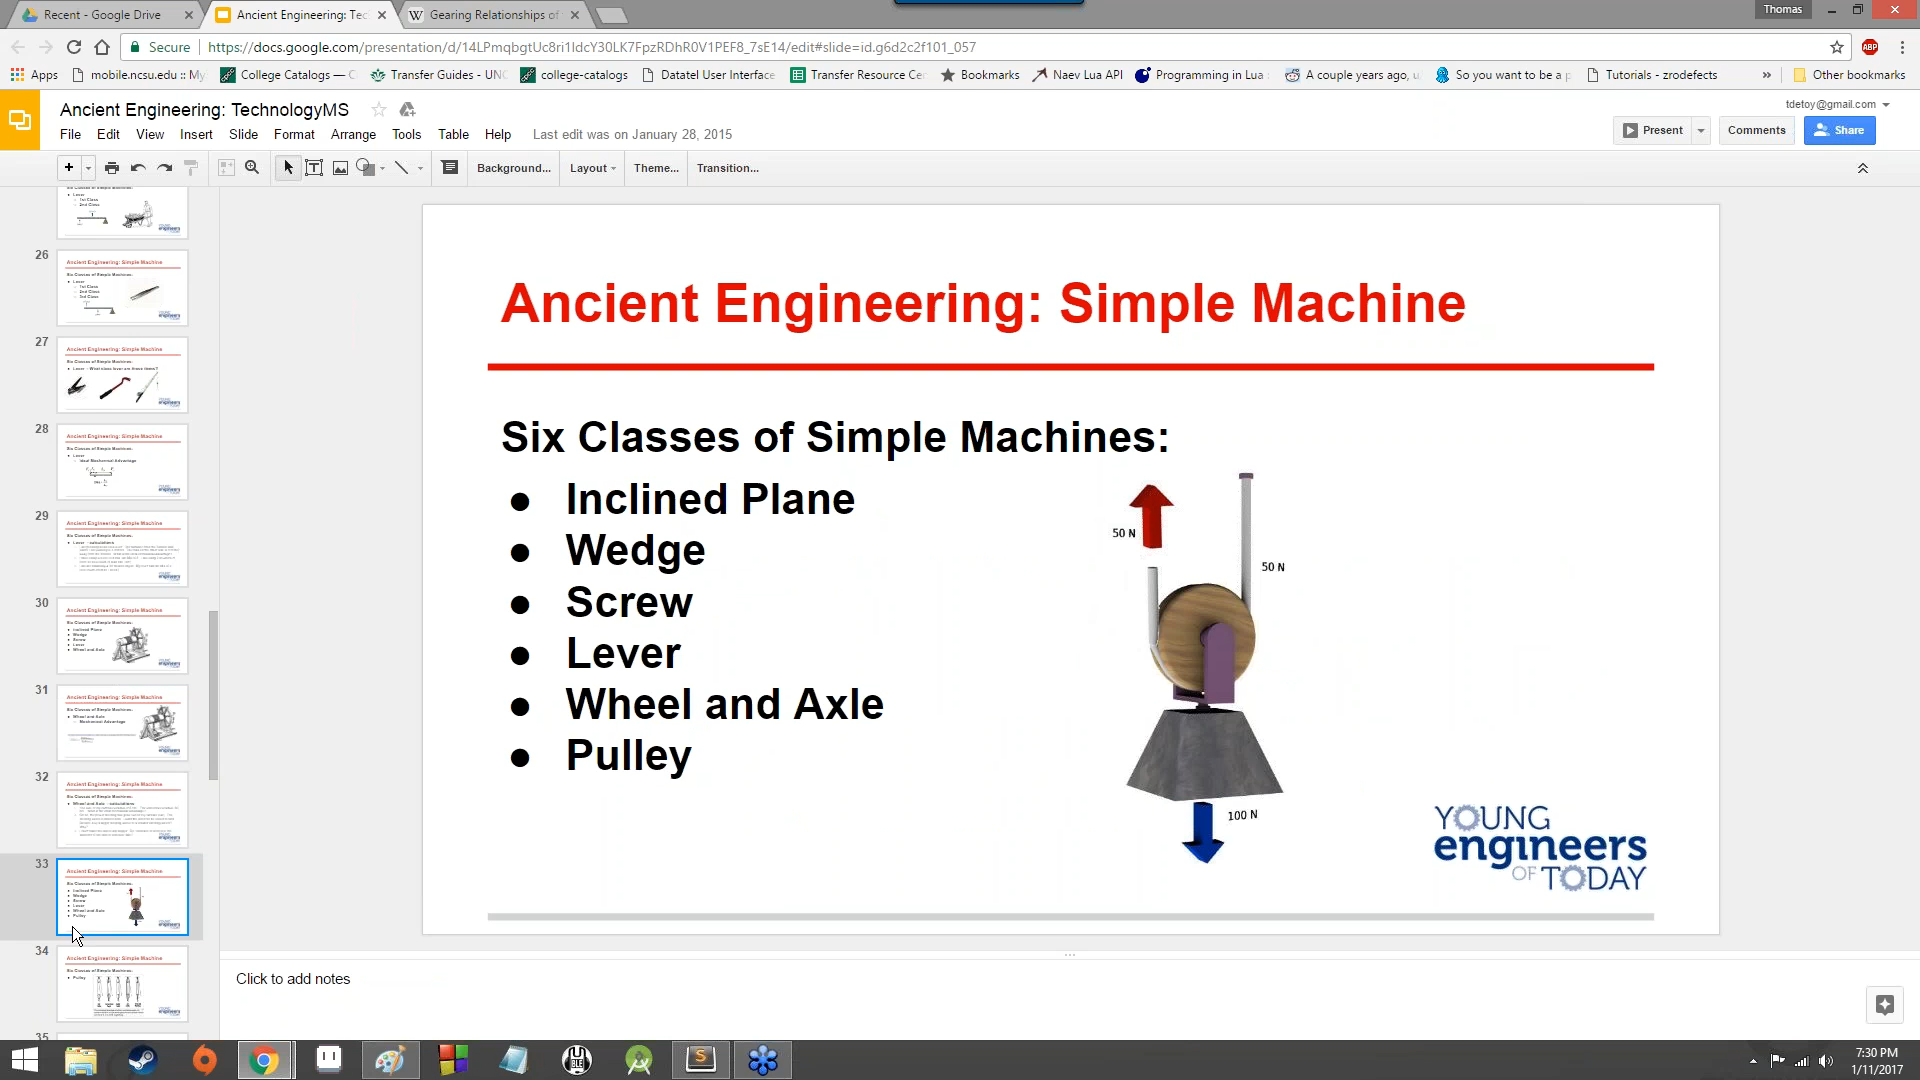 Recent - Google Drive
Ancient Engineering: Tec
Gearing Relationships of
Thomas
Secure
https://docs.google.com/presentation/d/14LPmqbgtUc8ri1ldcY30LK7FpzRDhR0V1PEF8_7sE14/edit#slide=id.g6d2c2f101_057
Apps
mobile.ncsu.edu :: My
College Catalogs — C
Transfer Guides - UNC
college-catalogs
Datatel User Interface
Transfer Resource Ce
Bookmarks
Naev Lua API
Programming in Lua
A couple years ago, u
So you want to be a p
Tutorials - zrodefects
Other bookmarks
Ancient Engineering: TechnologyMS
tdetoy@gmail.com
File Edit View Insert Slide Format Arrange Tools Table Help
Last edit was on January 28, 2015
Present
Comments
Share
Background...
Layout
Theme...
Transition...
26
27
28
29
30
31
32
33
34
35
Ancient Engineering: Simple Machine
Six Classes of Simple Machines:
● Inclined Plane
● Wedge
● Screw
● Lever
● Wheel and Axle
● Pulley
50 N
50 N
100 N
YOUNG
engineers
OF TODAY
Click to add notes
7:30 PM
1/11/2017